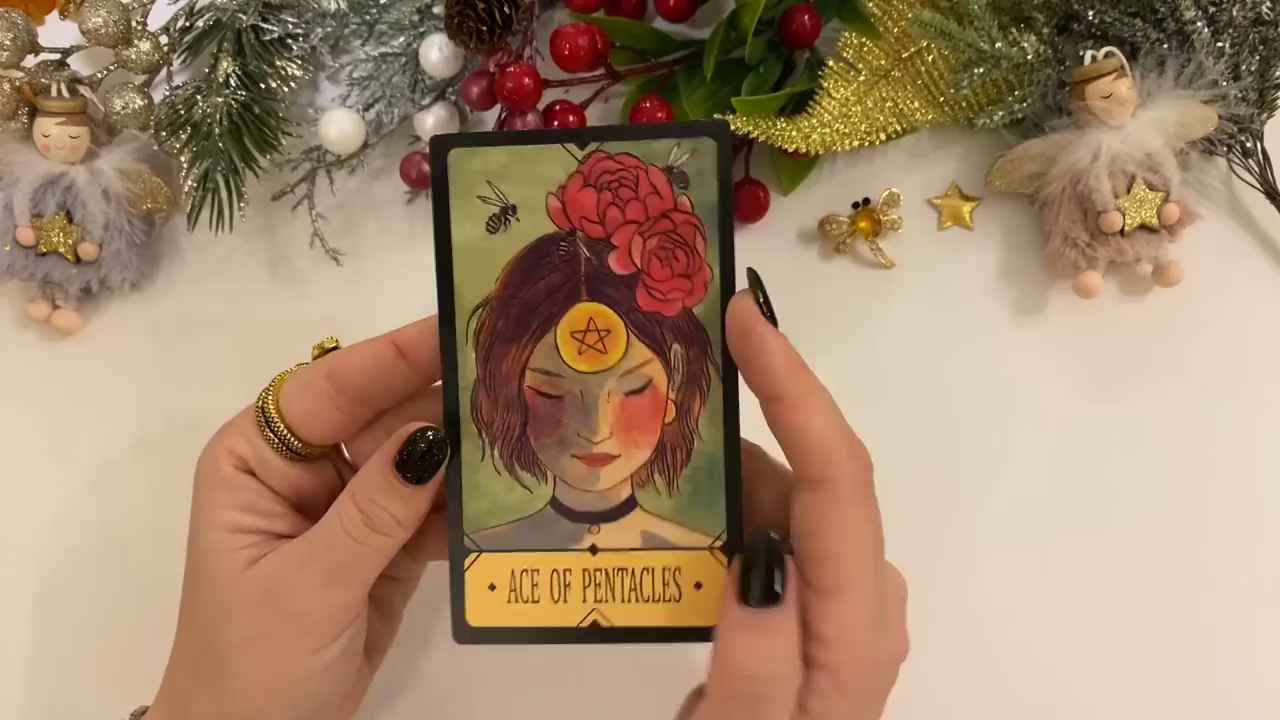 • ACE OF PENTACLES •